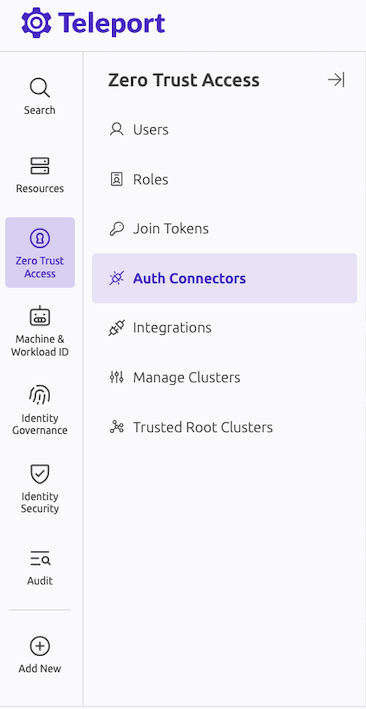 Teleport
Search
Resources
Zero Trust
Access
Machine &
Workload ID
Identity
Governance
Identity
Security
Audit
Add New
Zero Trust Access
Users
Roles
Join Tokens
Auth Connectors
Integrations
Manage Clusters
Trusted Root Clusters